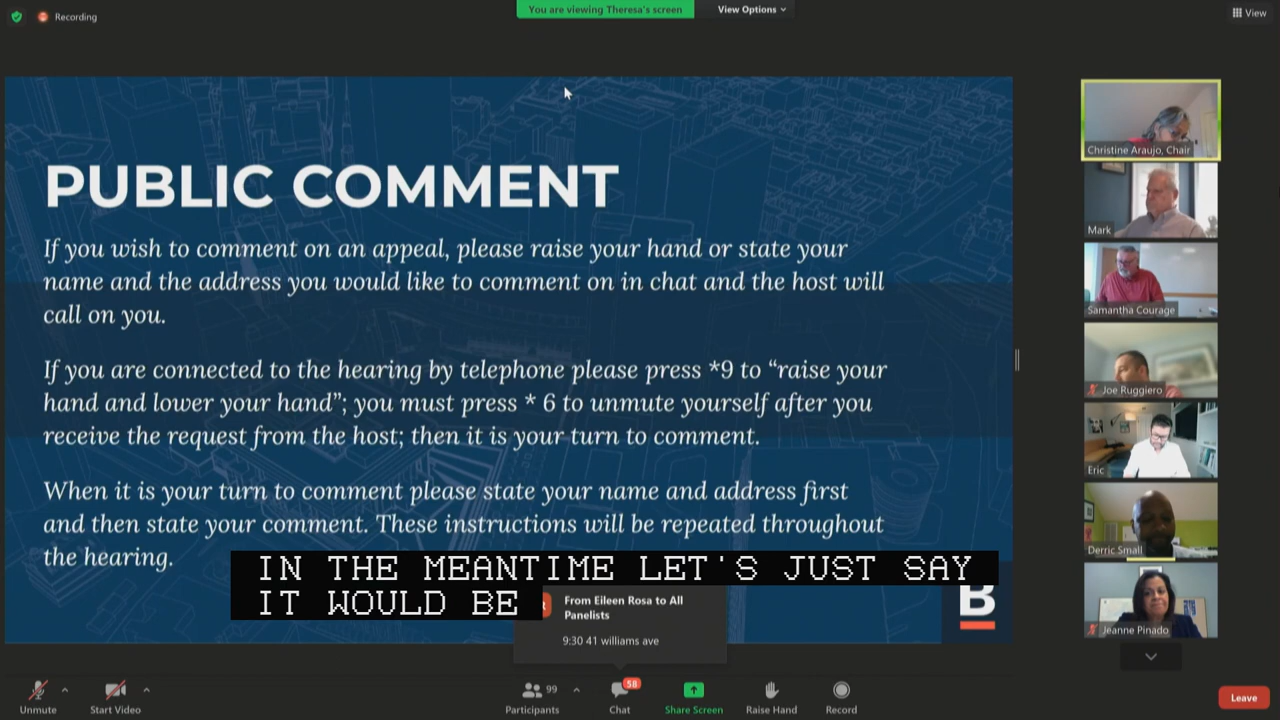 Recording
You are viewing Theresa's screen
View Options
View
PUBLIC COMMENT
If you wish to comment on an appeal, please raise your hand or state your
name and the address you would like to comment on in chat and the host will
call on you.
If you are connected to the hearing by telephone please press *9 to “raise your
hand and lower your hand”; you must press * 6 to unmute yourself after you
receive the request from the host; then it is your turn to comment.
When it is your turn to comment please state your name and address first
and then state your comment. These instructions will be repeated throughout
the hearing.
IN THE MEANTIME LET'S JUST SAY
IT WOULD BE
From Eileen Rosa to All
Panelists
9:30 41 williams ave
B
Christine Araujo, Chair
Mark
Samantha Courage
Joe Ruggiero
Eric
Derric Small
Jeanne Pinado
Unmute
Start Video
99
Participants
58
Chat
Share Screen
Raise Hand
Record
Leave